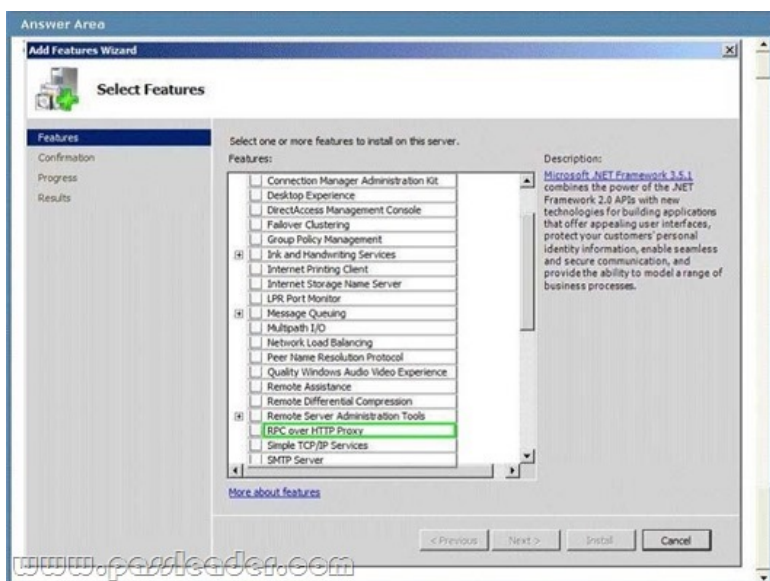 Answer Area
Add Features Wizard
Select Features
Features
Confirmation
Progress
Results
Select one or more features to install on this server.
Features:
Connection Manager Administration Kit
Desktop Experience
DirectAccess Management Console
Failover Clustering
Group Policy Management
Ink and Handwriting Services
Internet Printing Client
Internet Storage Name Server
LPR Port Monitor
Message Queuing
Multipath I/O
Network Load Balancing
Peer Name Resolution Protocol
Quality Windows Audio Video Experience
Remote Assistance
Remote Differential Compression
Remote Server Administration Tools
RPC over HTTP Proxy
Simple TCP/IP Services
SMTP Server
More about features
Description:
Microsoft .NET Framework 3.5.1
combines the power of the .NET
Framework 2.0 APIs with new
technologies for building applications
that offer appealing user interfaces,
protect your customers' personal
identity information, enable seamless
and secure communication, and
provide the ability to model a range of
business processes.
< Previous
Next >
Install
Cancel
www.passleader.com